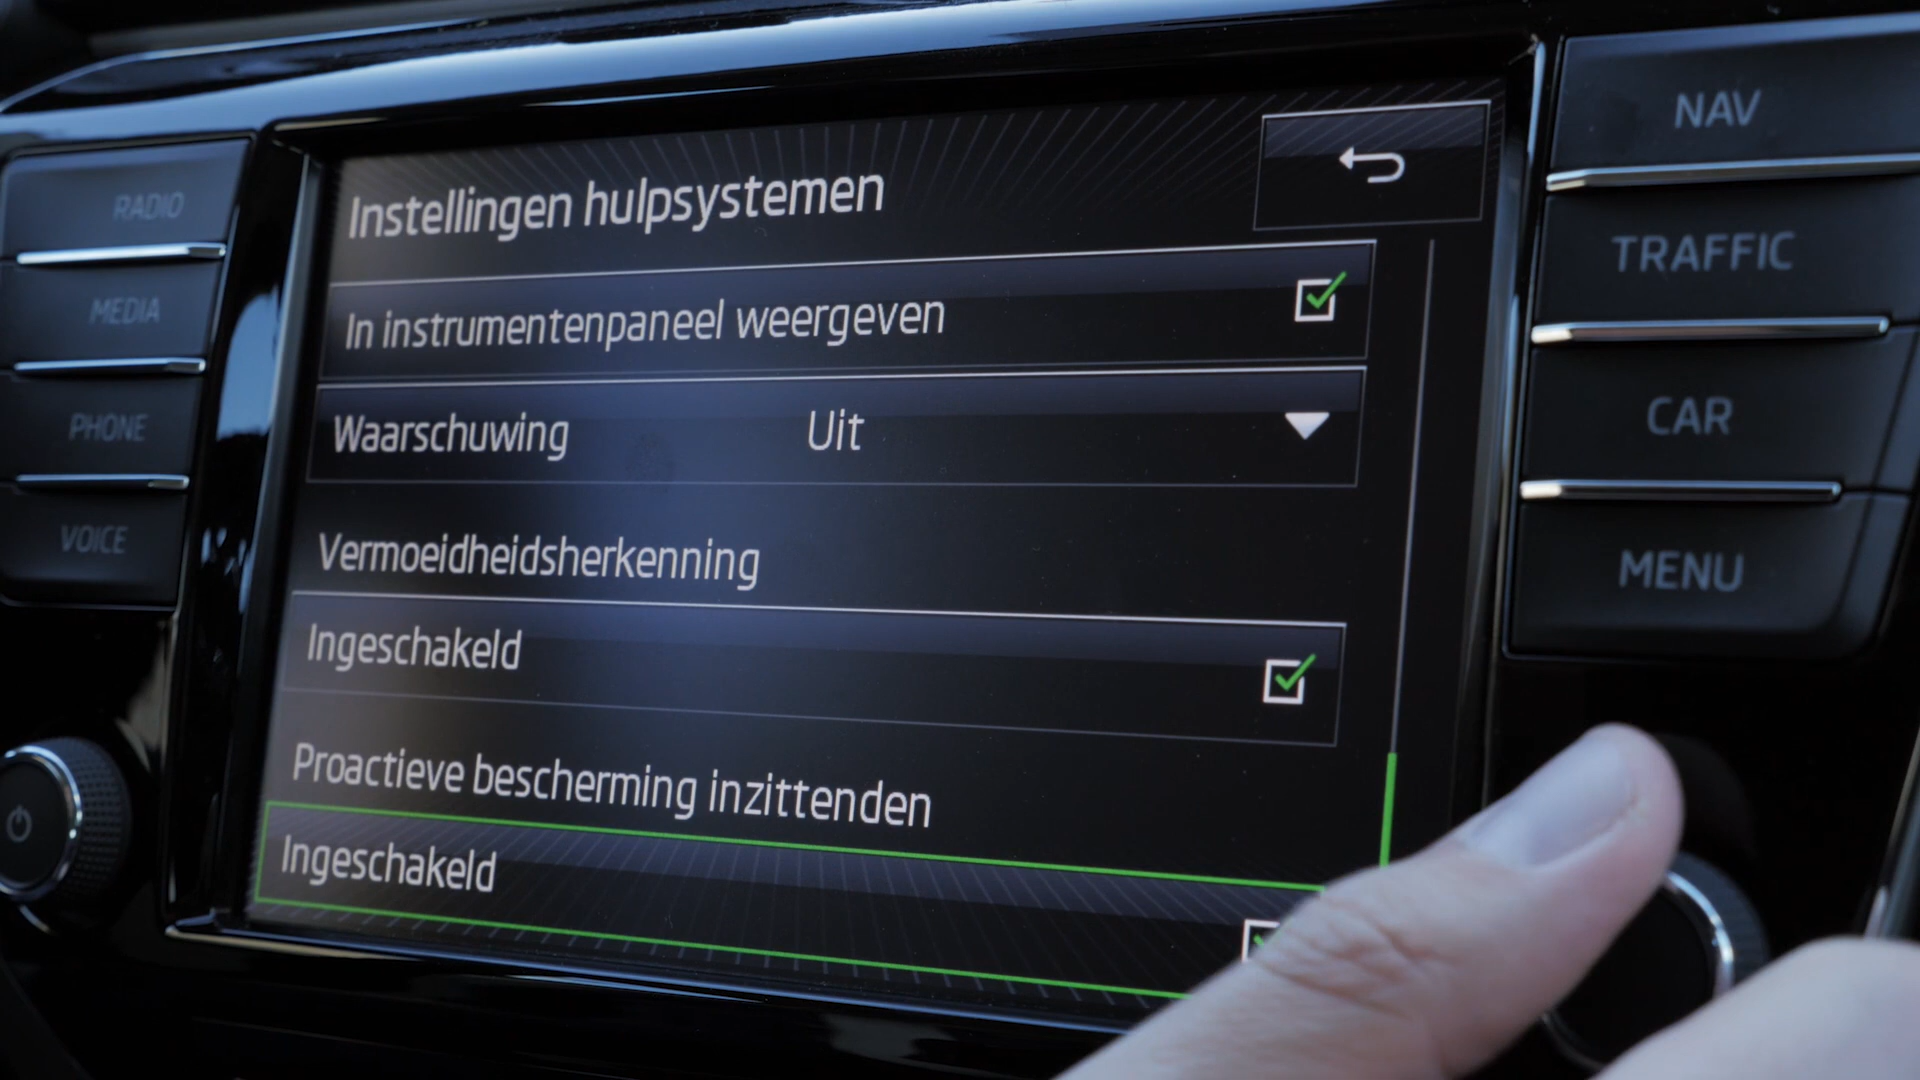 RADIO
MEDIA
PHONE
VOICE
Instellingen hulpsystemen
In instrumentenpaneel weergeven
Waarschuwing Uit
Vermoeidheidsherkenning
Ingeschakeld
Proactieve bescherming inzittenden
Ingeschakeld
NAV
TRAFFIC
CAR
MENU